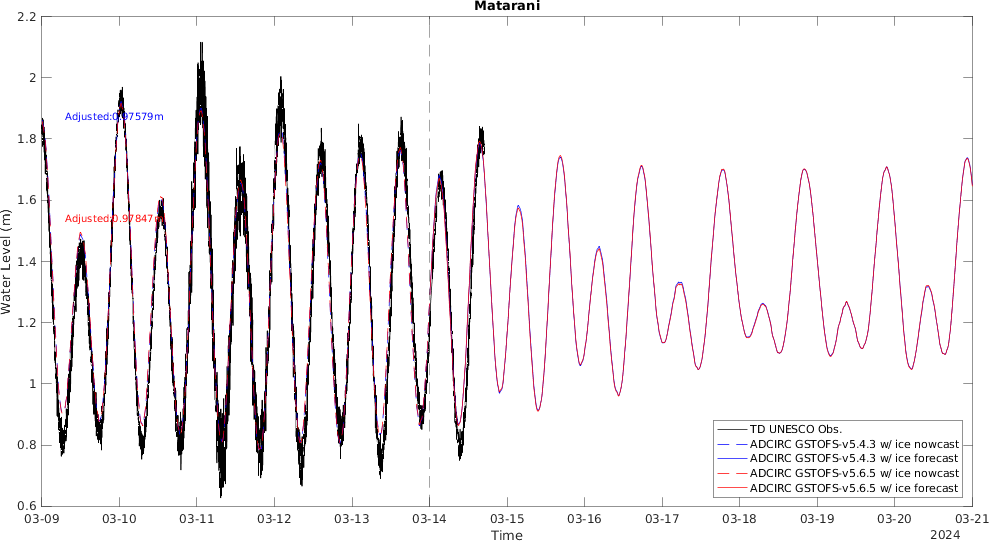 Matarani
2.2
2
1.8
1.6
1.4
1.2
1
0.8
0.6
Water Level (m)
Adjusted:0.97579m
Adjusted:0.97847m
TD UNESCO Obs.
ADCIRC GSTOFS-v5.4.3 w/ ice nowcast
ADCIRC GSTOFS-v5.4.3 w/ ice forecast
ADCIRC GSTOFS-v5.6.5 w/ ice nowcast
ADCIRC GSTOFS-v5.6.5 w/ ice forecast
03-09 03-10 03-11 03-12 03-13 03-14 03-15 03-16 03-17 03-18 03-19 03-20 03-21
Time
2024